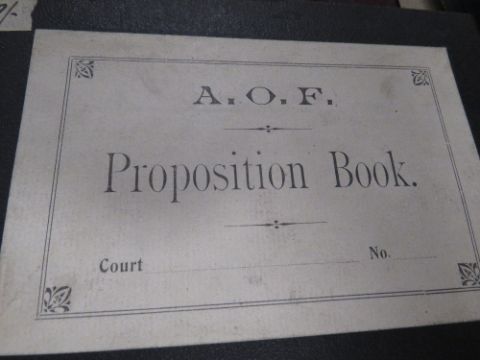 A. O. F.
Proposition Book.
Court No.